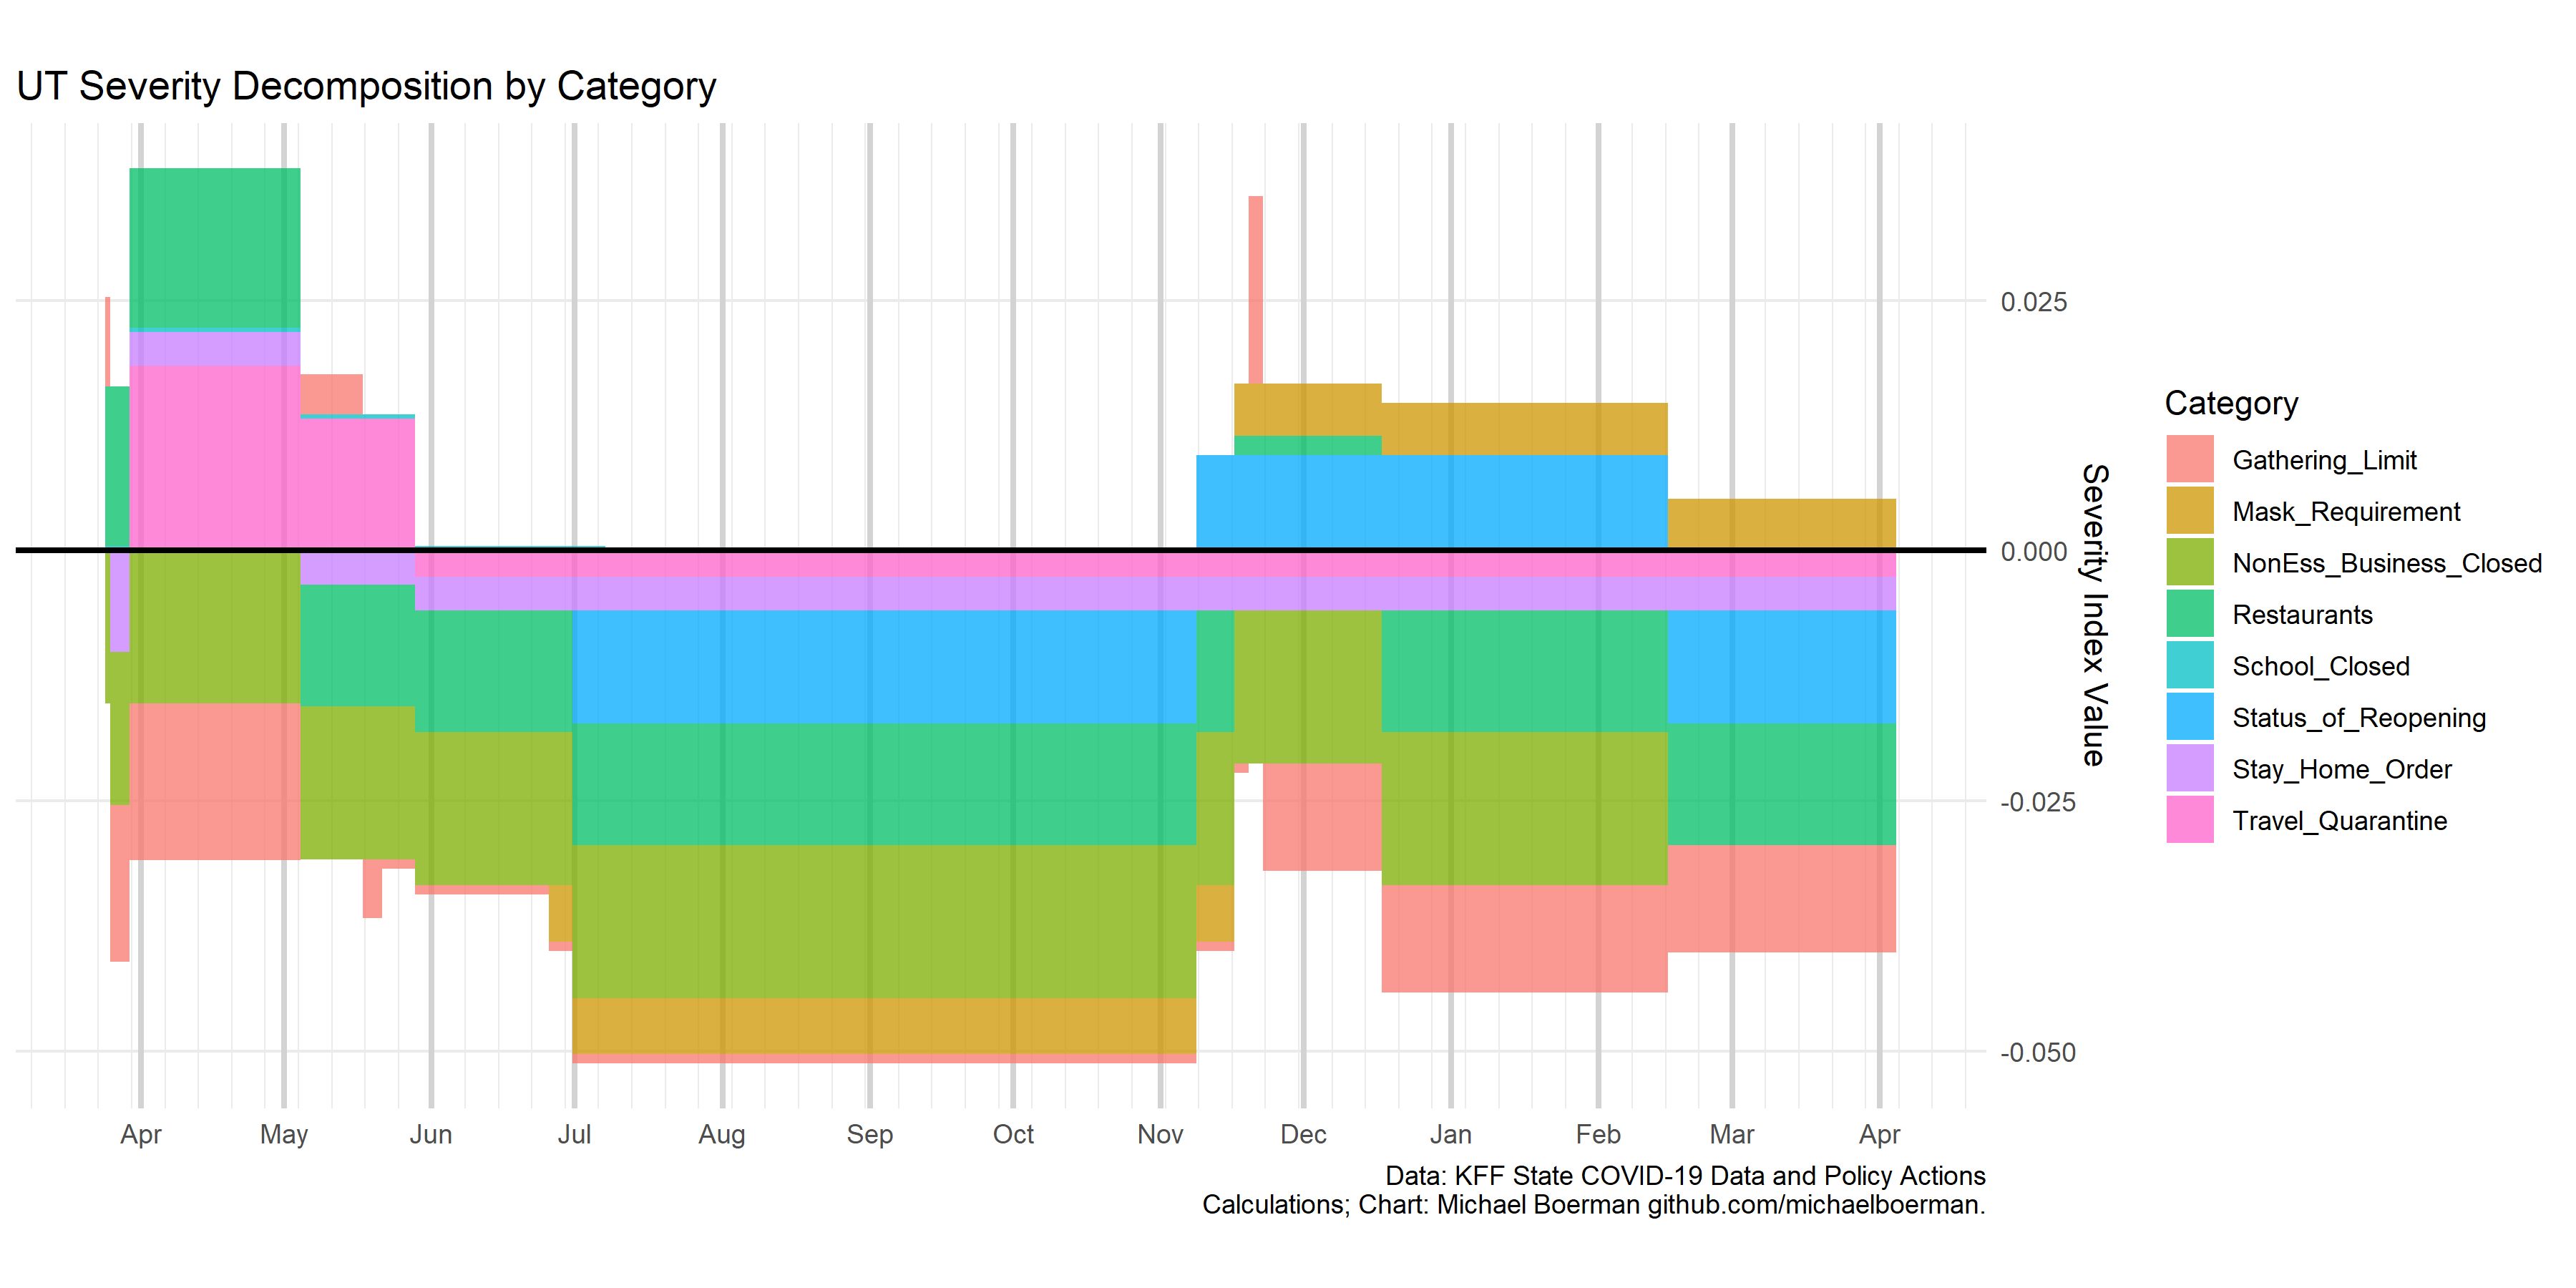 UT Severity Decomposition by Category
0.025
0.000
-0.025
-0.050
Severity Index Value
Apr May Jun Jul Aug Sep Oct Nov Dec Jan Feb Mar Apr
Category
Gathering_Limit
Mask_Requirement
NonEss_Business_Closed
Restaurants
School_Closed
Status_of_Reopening
Stay_Home_Order
Travel_Quarantine
Data: KFF State COVID-19 Data and Policy Actions
Calculations; Chart: Michael Boerman github.com/michaelboerman.